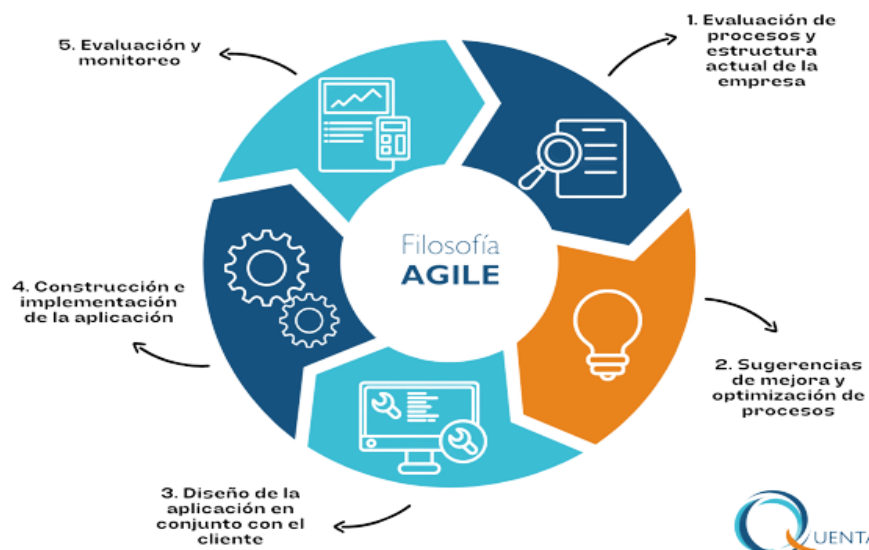 1. Evaluación de
procesos y
estructura
actual de la
empresa
2. Sugerencias
de mejora y
optimización de
procesos
3. Diseño de la
aplicación en
conjunto con el
cliente
4. Construcción e
implementación
de la aplicación
5. Evaluación y
monitoreo
Filosofía
AGILE
QUENTA